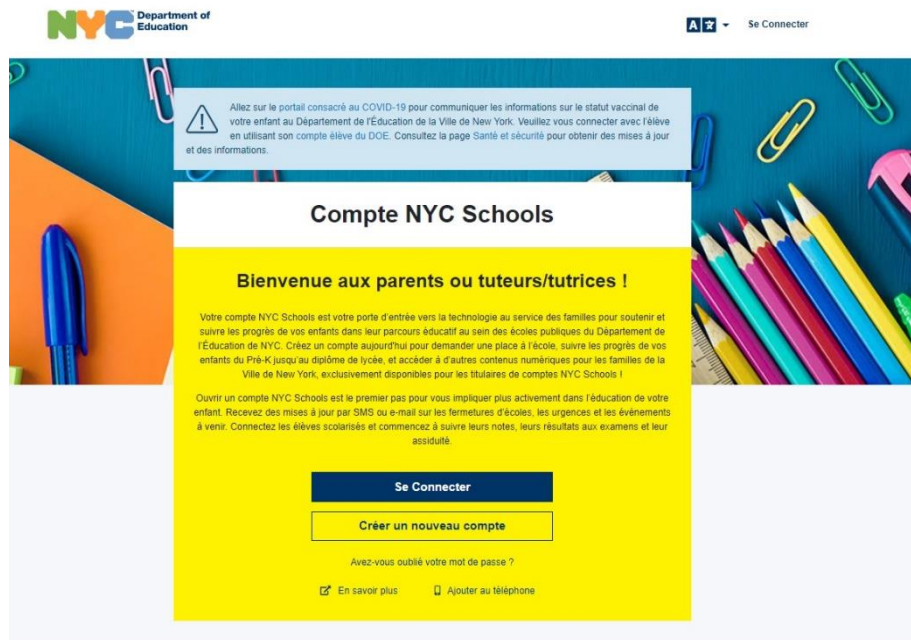 NYC Department of
Education
A 文 Se Connecter
Allez sur le portail consacré au COVID-19 pour communiquer les informations sur le statut vaccinal de
votre enfant au Département de l'Éducation de la Ville de New York. Veuillez vous connecter avec l'élève
en utilisant son compte élève du DOE. Consultez la page Santé et sécurité pour obtenir des mises à jour
et des informations.
Compte NYC Schools
Bienvenue aux parents ou tuteurs/tutrices !
Votre compte NYC Schools est votre porte d'entrée vers la technologie au service des familles pour soutenir et
suivre les progrès de vos enfants dans leur parcours éducatif au sein des écoles publiques du Département de
l'Éducation de NYC. Créez un compte aujourd'hui pour demander une place à l'école, suivre les progrès de vos
enfants du Pré-K jusqu'au diplôme de lycée, et accéder à d'autres contenus numériques pour les familles de la
Ville de New York, exclusivement disponibles pour les titulaires de comptes NYC Schools !
Ouvrir un compte NYC Schools est le premier pas pour vous impliquer plus activement dans l'éducation de votre
enfant. Recevez des mises à jour par SMS ou e-mail sur les fermetures d'écoles, les urgences et les événements
à venir. Connectez les élèves scolarisés et commencez à suivre leurs notes, leurs résultats aux examens et leur
assiduité.
Se Connecter
Créer un nouveau compte
Avez-vous oublié votre mot de passe ?
En savoir plus Ajouter au téléphone